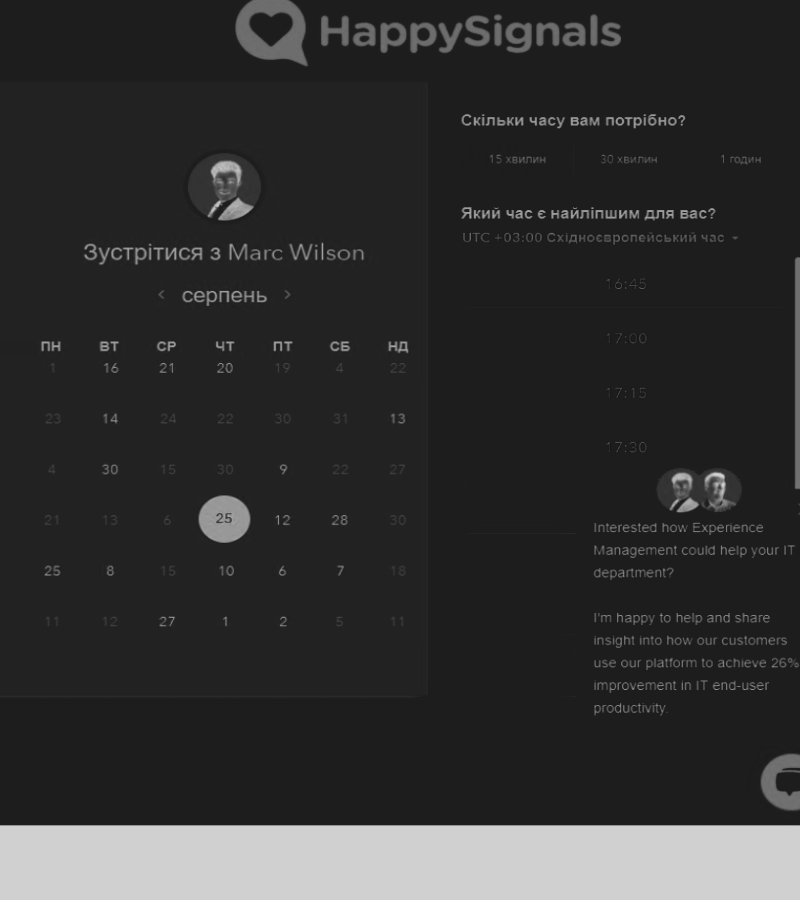 HappySignals
Зустрітися з Marc Wilson
серпень
ПН ВТ СР ЧТ ПТ СБ НД
1 16 21 20 19 4 22
23 14 24 22 30 31 13
4 30 15 30 9 22 27
21 13 6 25 12 28 30
25 8 15 10 6 7 18
11 12 27 1 2 5 11
Скільки часу вам потрібно?
15 хвилин 30 хвилин 1 годин
Який час є найліпшим для вас?
UTC +03:00 Східноєвропейський час
16:45
17:00
17:15
17:30
Interested how Experience
Management could help your IT
department?
I'm happy to help and share
insight into how our customers
use our platform to achieve 26%
improvement in IT end-user
productivity.